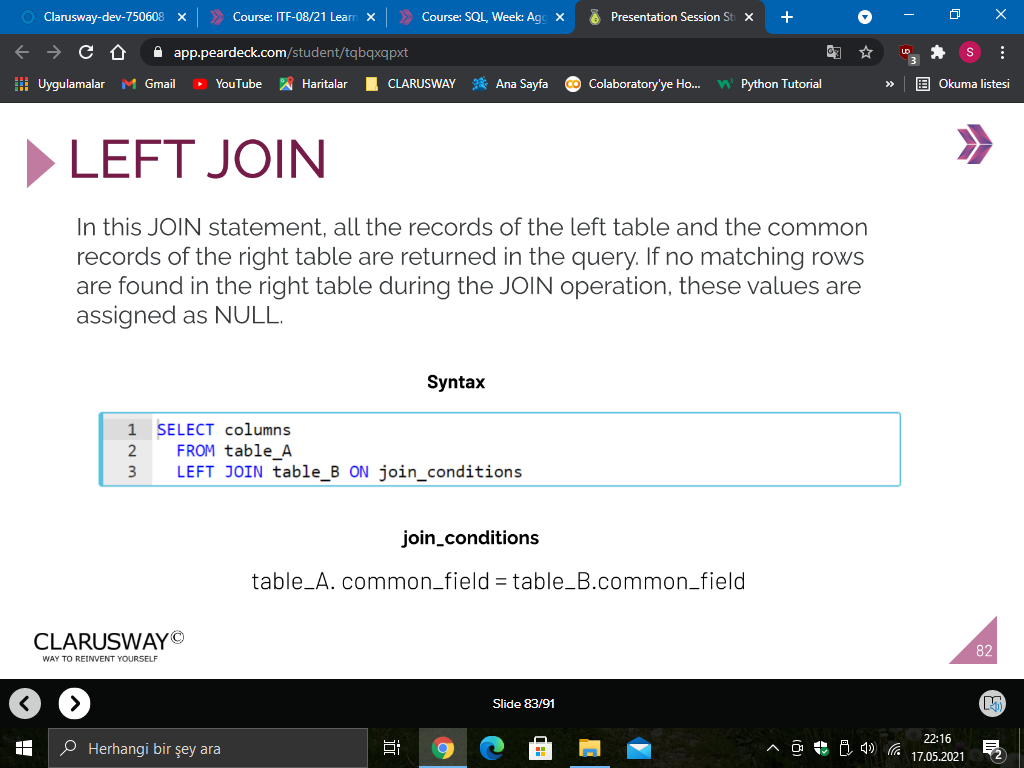 Clarusway-dev-750608
Course: ITF-08/21 Learn
Course: SQL, Week: Agg
Presentation Session St
app.peardeck.com/student/tqbqxqpxt
UD
3
S
Uygulamalar
Gmail
YouTube
Haritalar
CLARUSWAY
Ana Sayfa
Colaboratory'ye Ho...
Python Tutorial
»
Okuma listesi
LEFT JOIN
In this JOIN statement, all the records of the left table and the common
records of the right table are returned in the query. If no matching rows
are found in the right table during the JOIN operation, these values are
assigned as NULL.
Syntax
1 SELECT columns
2 FROM table_A
3 LEFT JOIN table_B ON join_conditions
join_conditions
table_A. common_field = table_B.common_field
CLARUSWAY©
WAY TO REINVENT YOURSELF
82
Slide 83/91
Herhangi bir şey ara
22:16
17.05.2021
2